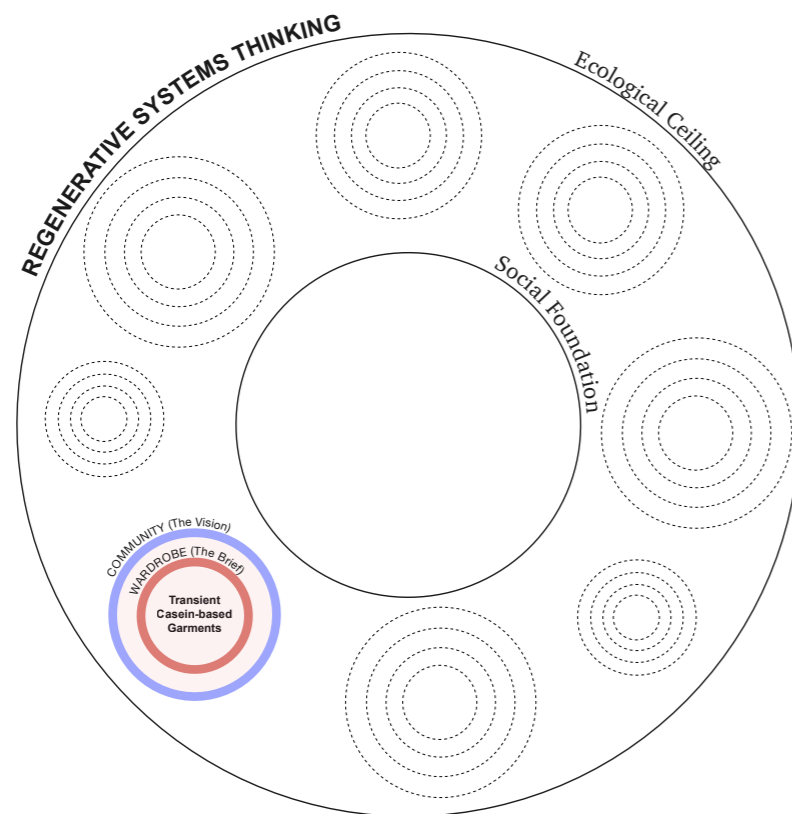 REGENERATIVE SYSTEMS THINKING
Ecological Ceiling
Social Foundation
COMMUNITY (The Vision)
WARDROBE (The Brief)
Transient
Casein-based
Garments